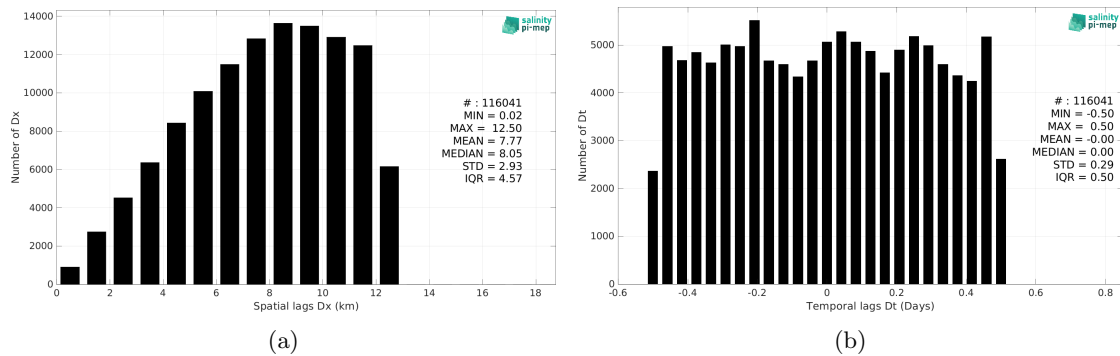 14000
12000
10000
8000
6000
4000
2000
0
Number of Dx
salinity
pi-mep
# : 116041
MIN = 0.02
MAX = 12.50
MEAN = 7.77
MEDIAN = 8.05
STD = 2.93
IQR = 4.57
0 2 4 6 8 10 12 14 16 18
Spatial lags Dx (km)
(a)
5000
4000
3000
2000
1000
0
Number of Dt
salinity
pi-mep
# : 116041
MIN = -0.50
MAX = 0.50
MEAN = -0.00
MEDIAN = 0.00
STD = 0.29
IQR = 0.50
-0.6 -0.4 -0.2 0 0.2 0.4 0.6 0.8
Temporal lags Dt (Days)
(b)